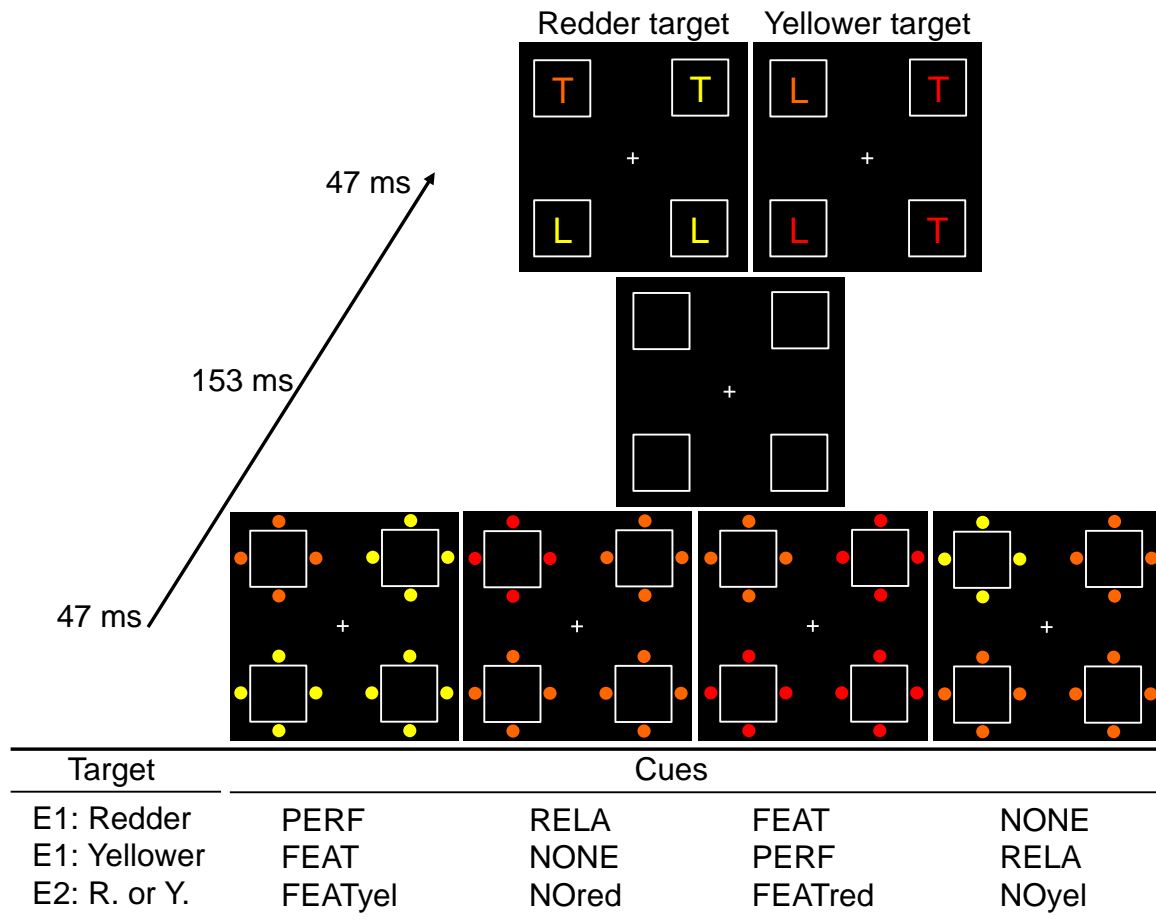 Redder target Yellower target
T T L T
L L L T
47 ms
153 ms
47 ms
Target Cues
E1: Redder PERF RELA FEAT NONE
E1: Yellower FEAT NONE PERF RELA
E2: R. or Y. FEATyel NOred FEATred NOyel